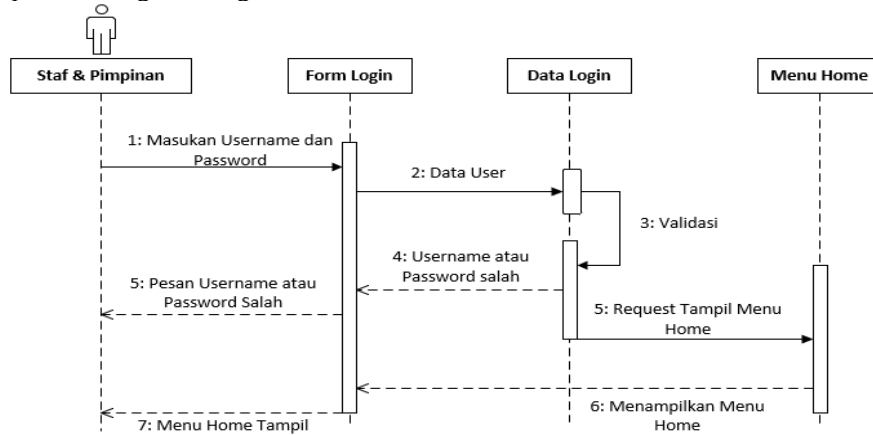 Staf & Pimpinan
Form Login
Data Login
Menu Home
1: Masukan Username dan
Password
2: Data User
3: Validasi
4: Username atau
Password salah
5: Pesan Username atau
Password Salah
5: Request Tampil Menu
Home
6: Menampilkan Menu
Home
7: Menu Home Tampil